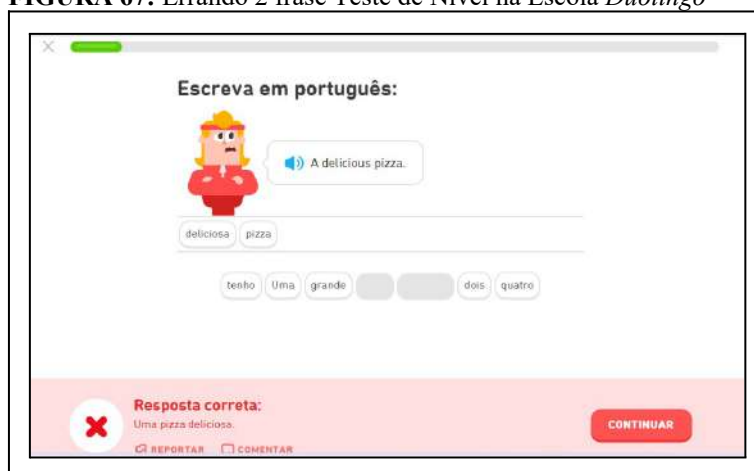 FIGURA 67: Errando 2 frase Teste de Nível na Escola Duolingo
Escreva em português:
A delicious pizza.
deliciosa pizza
tenho Uma grande dois quatro
Resposta correta:
Uma pizza deliciosa.
CONTINUAR
REPORTAR COMENTAR